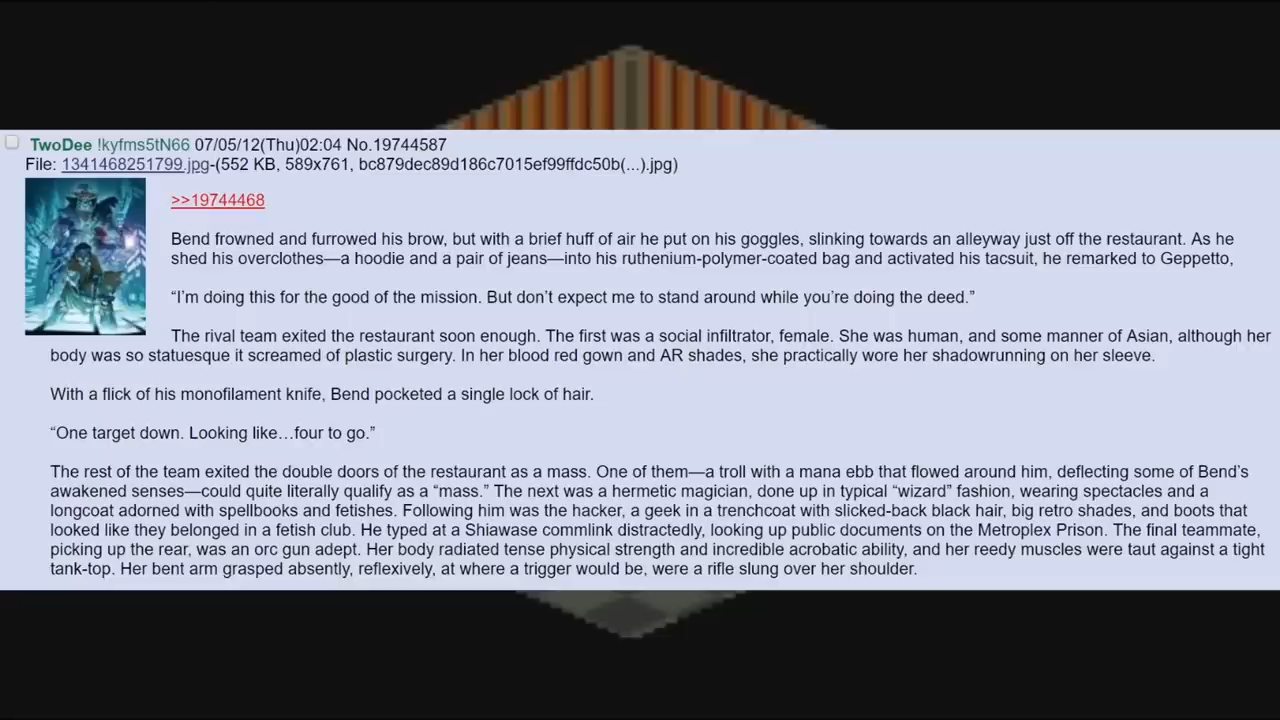 TwoDee !kyfms5tN66 07/05/12(Thu)02:04 No.19744587
File: 1341468251799.jpg-(552 KB, 589x761, bc879dec89d186c7015ef99ffdc50b(...).jpg)
>>19744468
Bend frowned and furrowed his brow, but with a brief huff of air he put on his goggles, slinking towards an alleyway just off the restaurant. As he
shed his overclothes—a hoodie and a pair of jeans—into his ruthenium-polymer-coated bag and activated his tacsuit, he remarked to Geppetto,
“I’m doing this for the good of the mission. But don’t expect me to stand around while you’re doing the deed.”
The rival team exited the restaurant soon enough. The first was a social infiltrator, female. She was human, and some manner of Asian, although her
body was so statuesque it screamed of plastic surgery. In her blood red gown and AR shades, she practically wore her shadowrunning on her sleeve.
With a flick of his monofilament knife, Bend pocketed a single lock of hair.
“One target down. Looking like…four to go.”
The rest of the team exited the double doors of the restaurant as a mass. One of them—a troll with a mana ebb that flowed around him, deflecting some of Bend’s
awakened senses—could quite literally qualify as a “mass.” The next was a hermetic magician, done up in typical “wizard” fashion, wearing spectacles and a
longcoat adorned with spellbooks and fetishes. Following him was the hacker, a geek in a trenchcoat with slicked-back black hair, big retro shades, and boots that
looked like they belonged in a fetish club. He typed at a Shiawase commlink distractedly, looking up public documents on the Metroplex Prison. The final teammate,
picking up the rear, was an orc gun adept. Her body radiated tense physical strength and incredible acrobatic ability, and her reedy muscles were taut against a tight
tank-top. Her bent arm grasped absently, reflexively, at where a trigger would be, were a rifle slung over her shoulder.